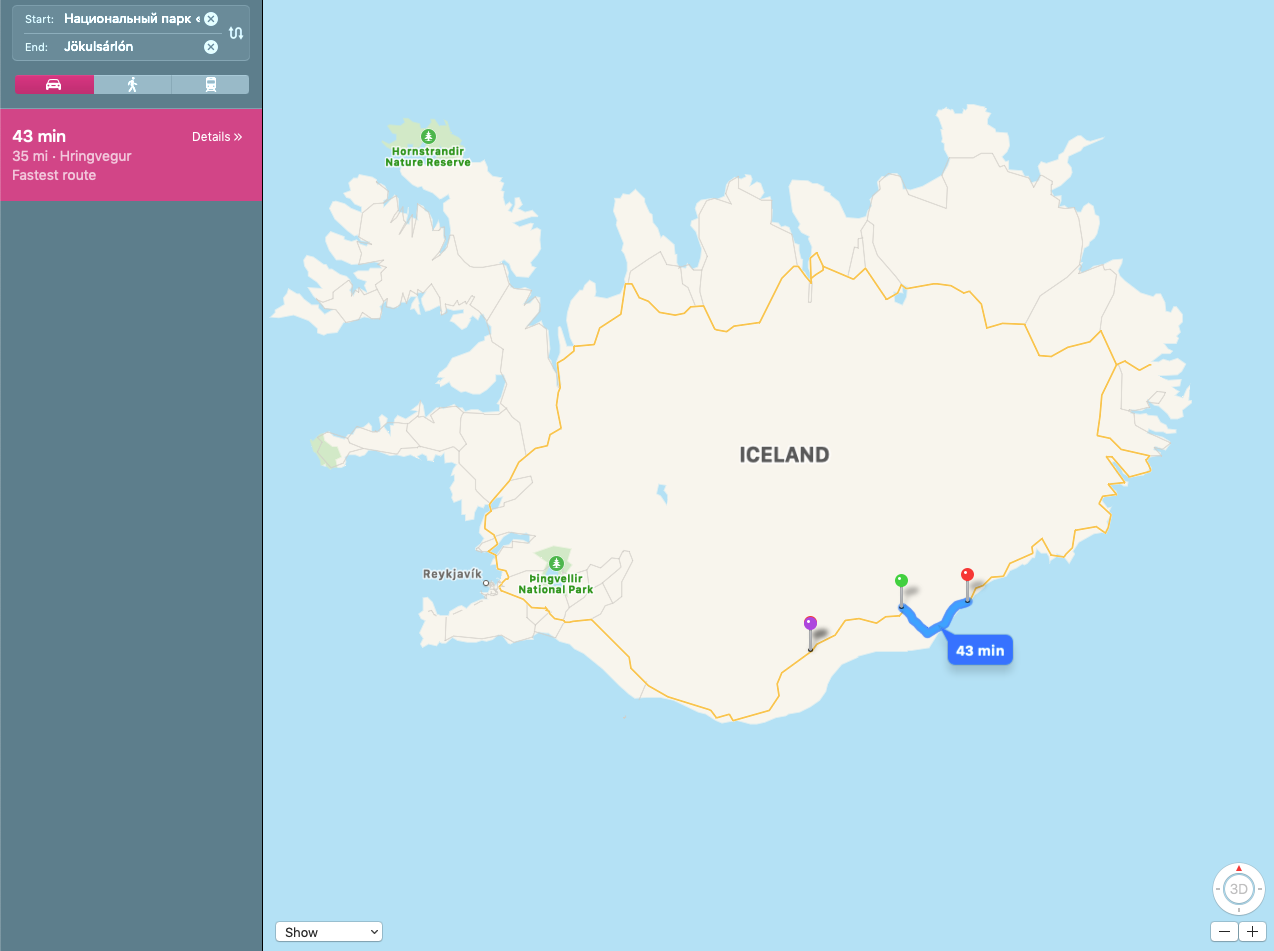 Start: Национальный парк «
End: Jökulsárlón
43 min
Details »
35 mi · Hringvegur
Fastest route
Hornstrandir
Nature Reserve
ICELAND
Reykjavík
Þingvellir
National Park
43 min
3D
Show